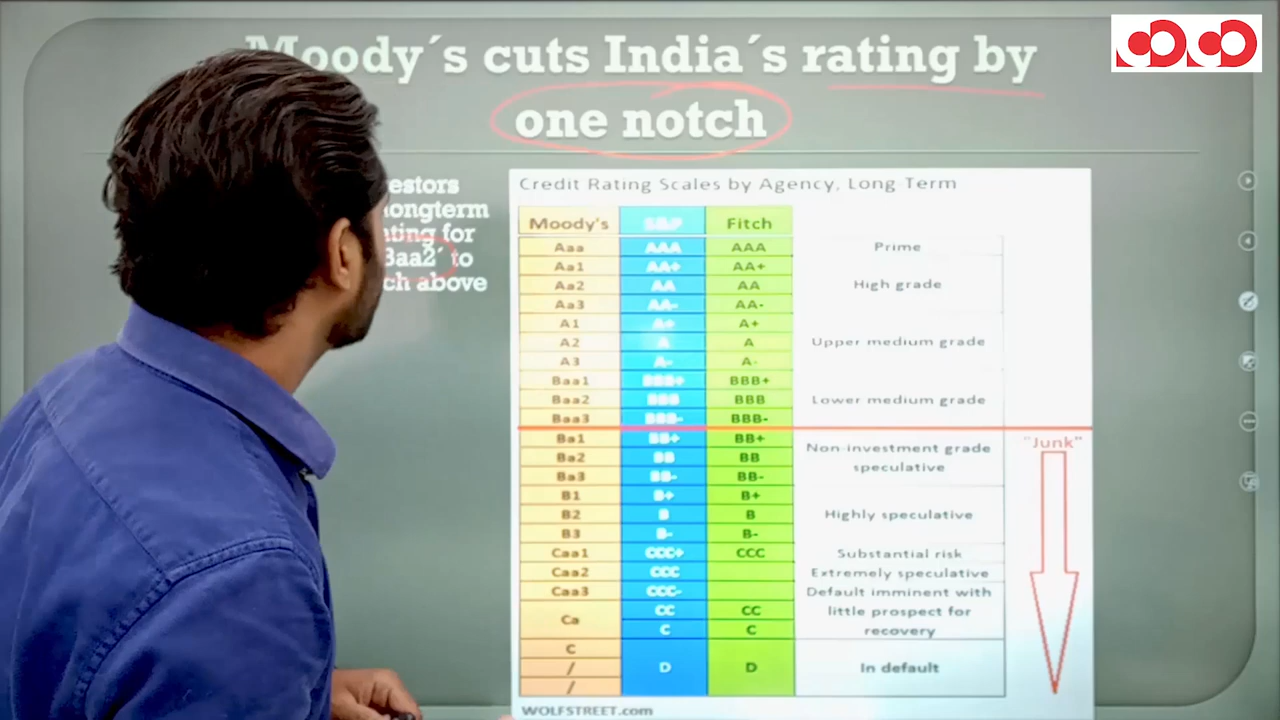 Moody´s cuts India´s rating by
one notch
estors
longterm
ating for
Baa2´ to
ch above
Credit Rating Scales by Agency, Long Term
Moody's S&P Fitch
Aaa AAA AAA Prime
Aa1 AA+ AA+
Aa2 AA AA High grade
Aa3 AA- AA-
A1 A+ A+
A2 A A Upper medium grade
A3 A- A-
Baa1 BBB+ BBB+
Baa2 BBB BBB Lower medium grade
Baa3 BBB- BBB-
Ba1 BB+ BB+ Non-investment grade "Junk"
Ba2 BB BB speculative
Ba3 BB- BB-
B1 B+ B+
B2 B B Highly speculative
B3 B- B-
Caa1 CCC+ CCC Substantial risk
Caa2 CCC Extremely speculative
Caa3 CCC- Default imminent with
Ca CC CC little prospect for
C C recovery
C
/ D D In default
/
WOLFSTREET.com